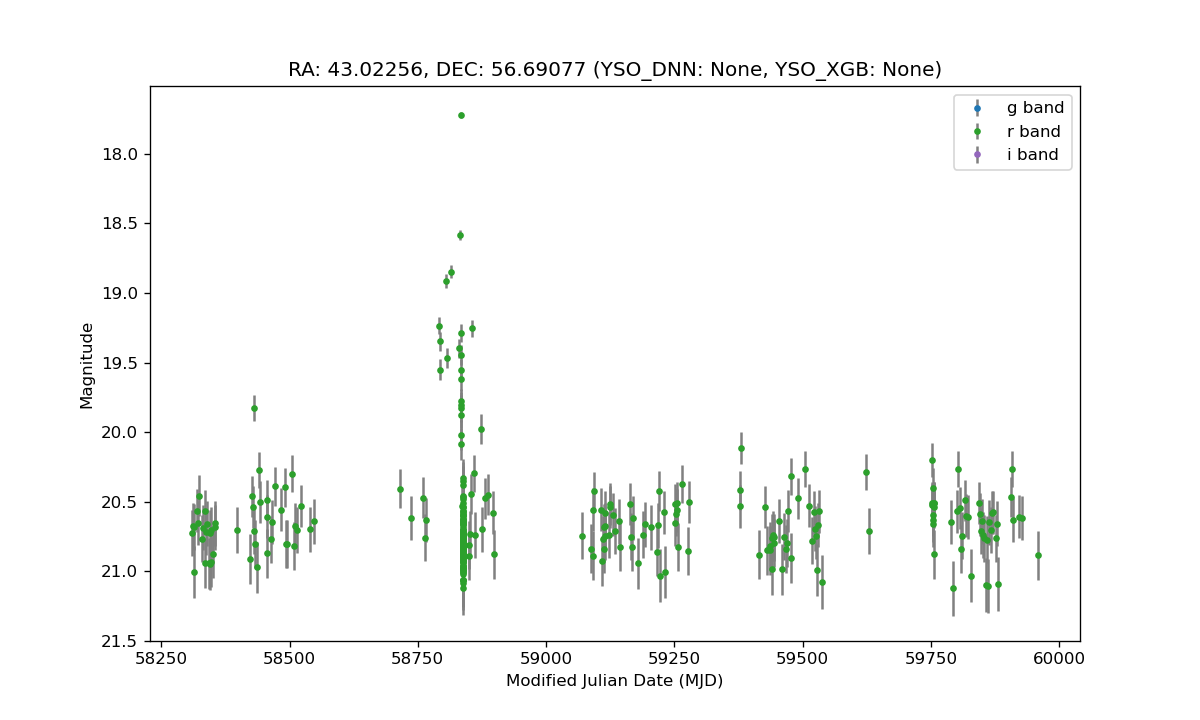 RA: 43.02256, DEC: 56.69077 (YSO_DNN: None, YSO_XGB: None)
g band
r band
i band
Magnitude
18.0
18.5
19.0
19.5
20.0
20.5
21.0
21.5
58250 58500 58750 59000 59250 59500 59750 60000
Modified Julian Date (MJD)